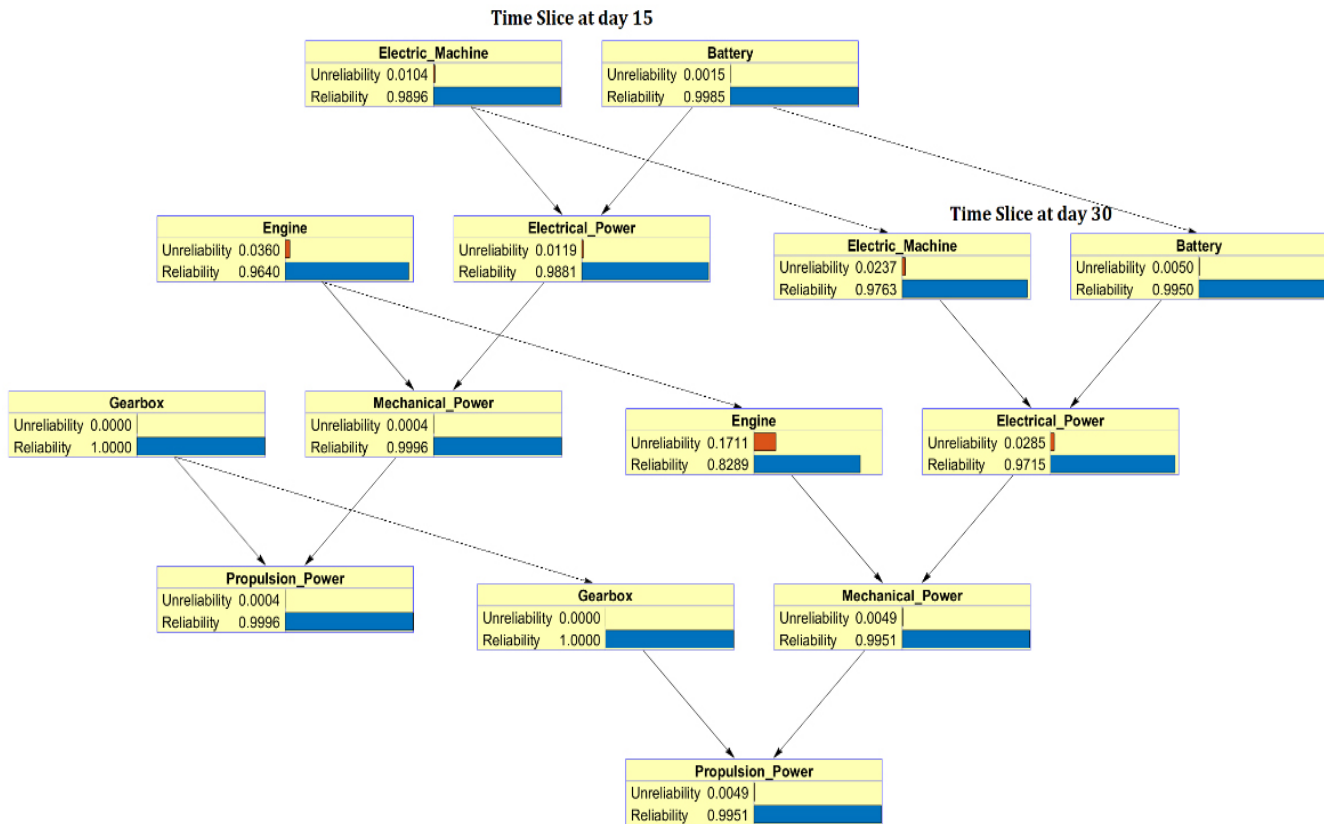 Time Slice at day 15
Electric_Machine
Unreliability 0.0104
Reliability 0.9896
Battery
Unreliability 0.0015
Reliability 0.9985
Engine
Unreliability 0.0360
Reliability 0.9640
Electrical_Power
Unreliability 0.0119
Reliability 0.9881
Time Slice at day 30
Electric_Machine
Unreliability 0.0237
Reliability 0.9763
Battery
Unreliability 0.0050
Reliability 0.9950
Gearbox
Unreliability 0.0000
Reliability 1.0000
Mechanical_Power
Unreliability 0.0004
Reliability 0.9996
Engine
Unreliability 0.1711
Reliability 0.8289
Electrical_Power
Unreliability 0.0285
Reliability 0.9715
Propulsion_Power
Unreliability 0.0004
Reliability 0.9996
Gearbox
Unreliability 0.0000
Reliability 1.0000
Mechanical_Power
Unreliability 0.0049
Reliability 0.9951
Propulsion_Power
Unreliability 0.0049
Reliability 0.9951